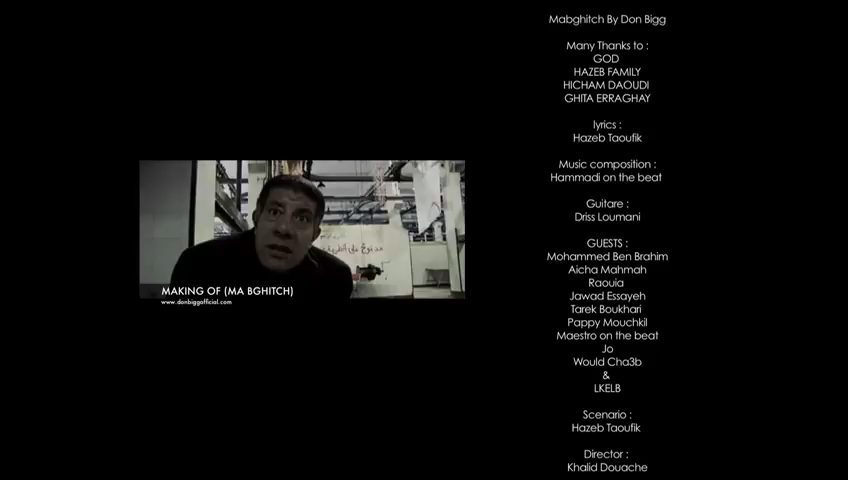 Mabghitch By Don Bigg
Many Thanks to :
GOD
HAZEB FAMILY
HICHAM DAOUDI
GHITA ERRAGHAY
lyrics :
Hazeb Taoufik
Music composition :
Hammadi on the beat
Guitare :
Driss Loumani
GUESTS :
Mohammed Ben Brahim
Aicha Mahmah
Raouia
Jawad Essayeh
Tarek Boukhari
Pappy Mouchkil
Maestro on the beat
Jo
Would Cha3b
&
LKELB
Scenario :
Hazeb Taoufik
Director :
Khalid Douache
مذبوح على الطريقة
MAKING OF (MA BGHITCH)
www.donbiggofficial.com